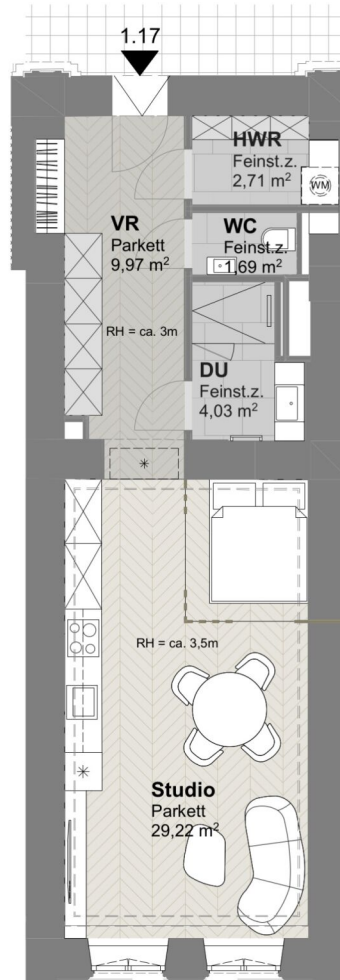 1.17
HWR
Feinst.z.
2,71 m²
WM
VR
Parkett
9,97 m²
WC
Feinst.z.
1,69 m²
RH = ca. 3m
DU
Feinst.z.
4,03 m²
RH = ca. 3,5m
Studio
Parkett
29,22 m²